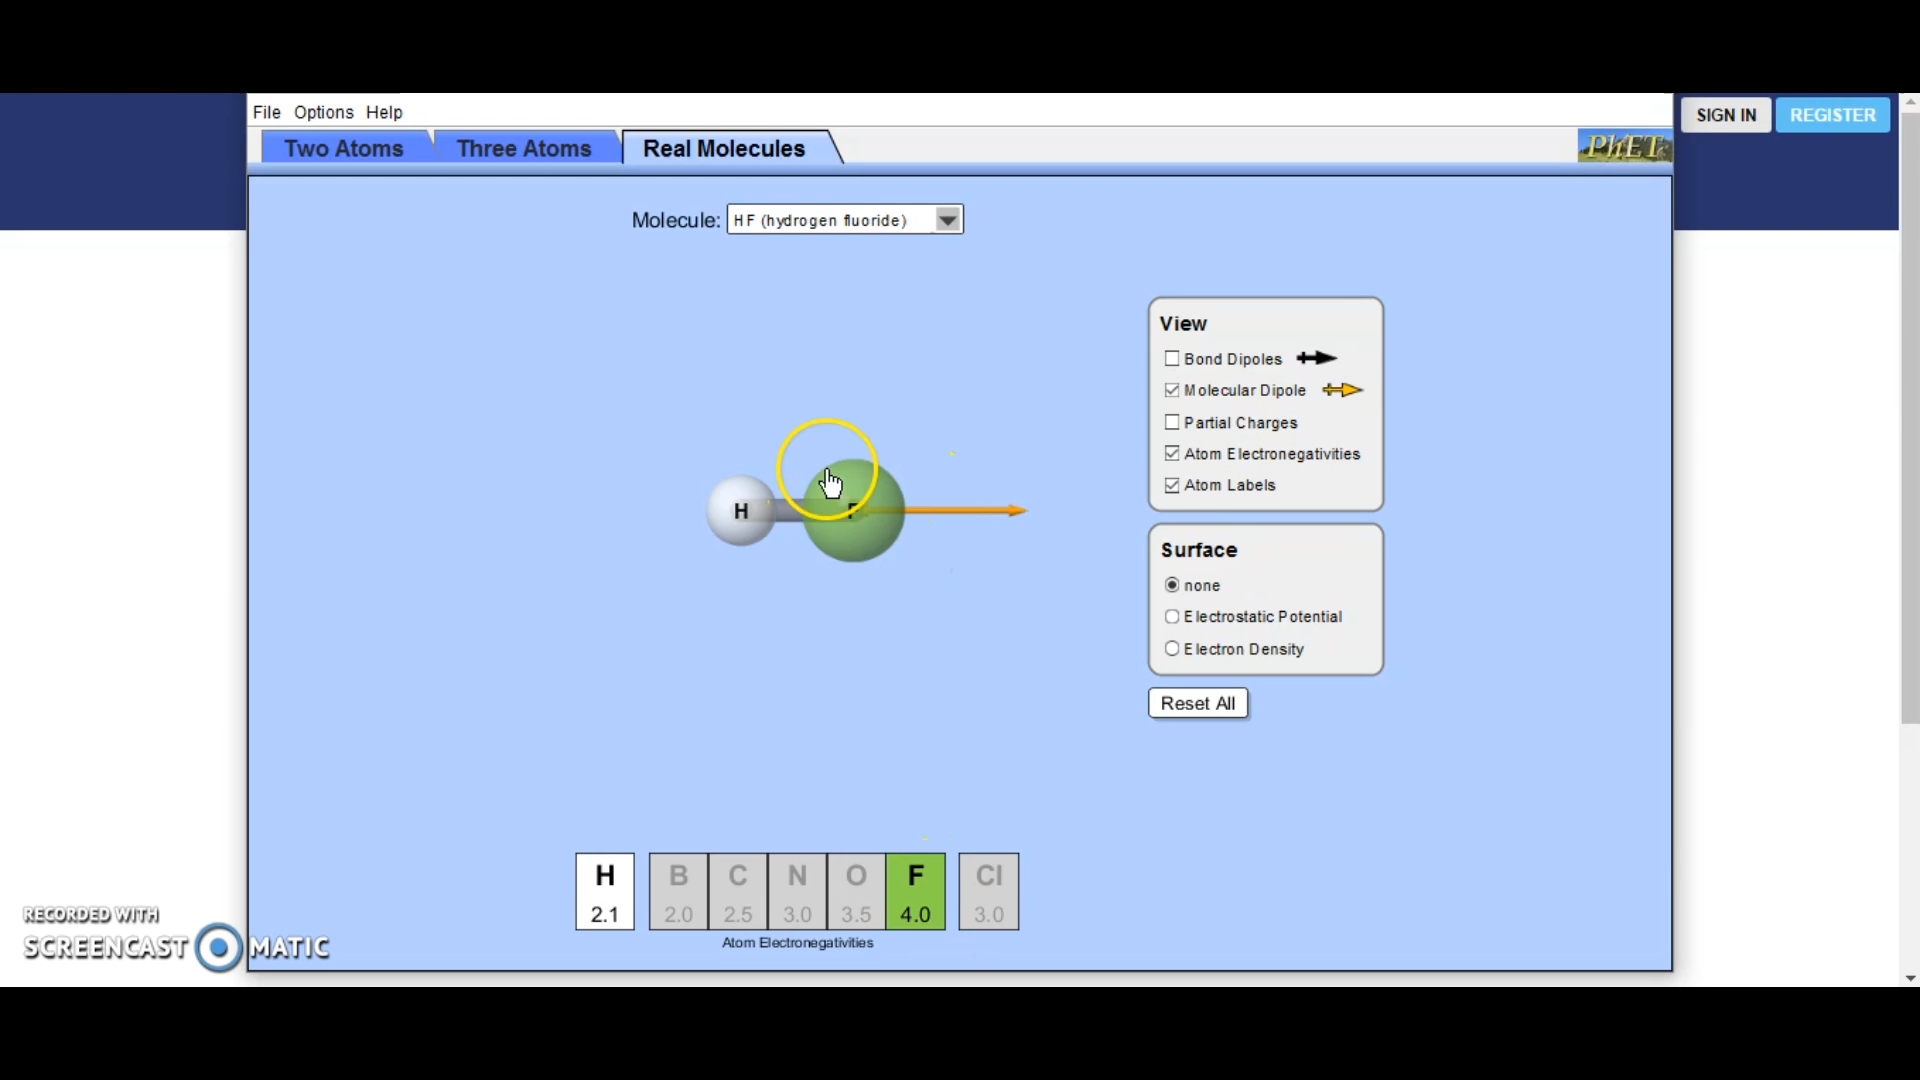 File Options Help
SIGN IN REGISTER
Two Atoms Three Atoms Real Molecules
PhET
Molecule: HF (hydrogen fluoride)
View
Bond Dipoles
Molecular Dipole
Partial Charges
Atom Electronegativities
Atom Labels
H F
Surface
none
Electrostatic Potential
Electron Density
Reset All
H B C N O F Cl
2.1 2.0 2.5 3.0 3.5 4.0 3.0
Atom Electronegativities
RECORDED WITH
SCREENCAST MATIC